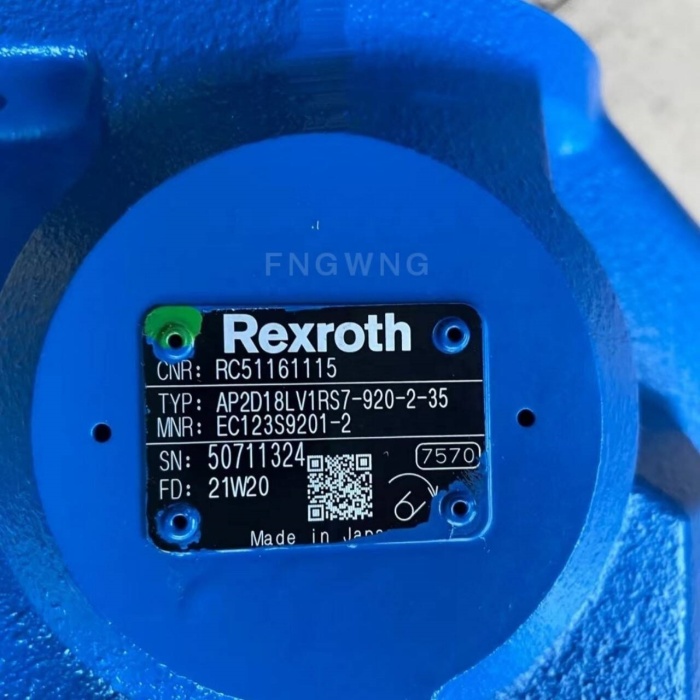 FNGWNG
Rexroth
CNR: RC51161115
TYP: AP2D18LV1RS7-920-2-35
MNR: EC123S9201-2
SN: 50711324
7570
FD: 21W20
Made in